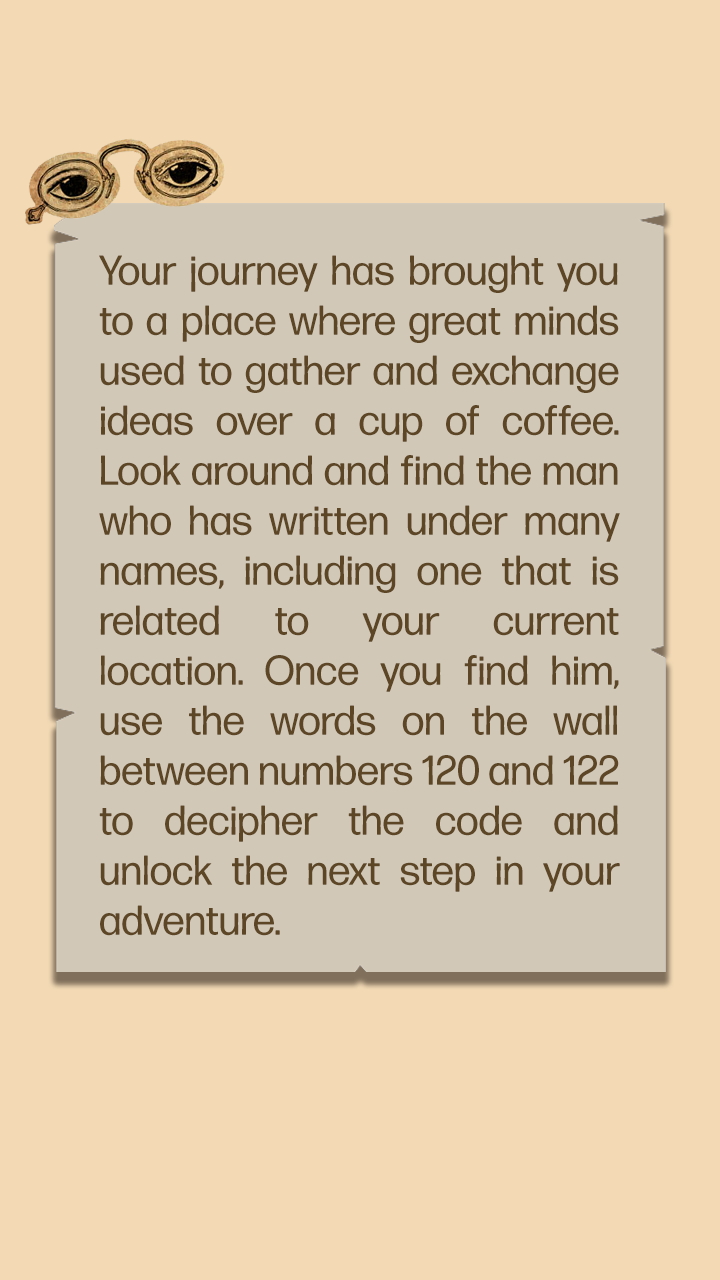 Your journey has brought you
to a place where great minds
used to gather and exchange
ideas over a cup of coffee.
Look around and find the man
who has written under many
names, including one that is
related to your current
location. Once you find him,
use the words on the wall
between numbers 120 and 122
to decipher the code and
unlock the next step in your
adventure.